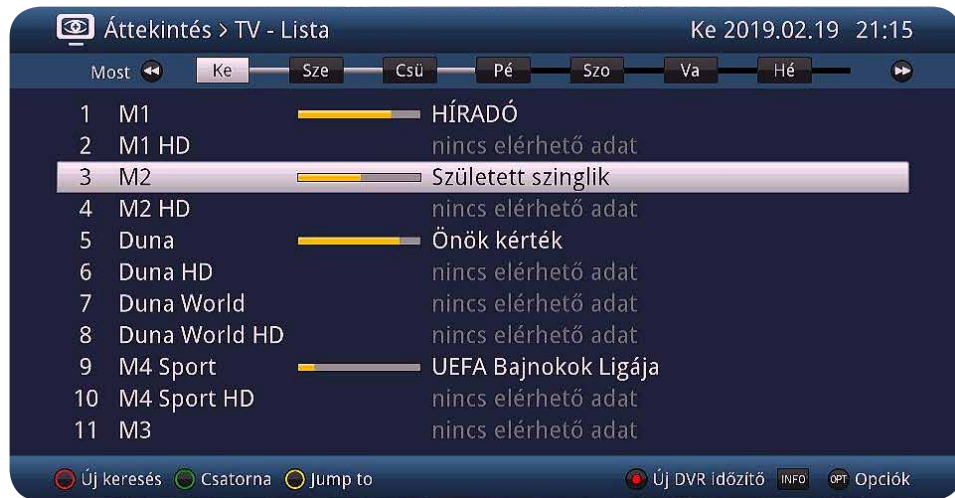 Áttekintés > TV - Lista Ke 2019.02.19 21:15
Most Ke Sze Csü Pé Szo Va Hé
1 M1 HÍRADÓ
2 M1 HD nincs elérhető adat
3 M2 Született szinglik
4 M2 HD nincs elérhető adat
5 Duna Önök kérték
6 Duna HD nincs elérhető adat
7 Duna World nincs elérhető adat
8 Duna World HD nincs elérhető adat
9 M4 Sport UEFA Bajnokok Ligája
10 M4 Sport HD nincs elérhető adat
11 M3 nincs elérhető adat
Új keresés Csatorna Jump to Új DVR időzítő INFO OPT Opciók